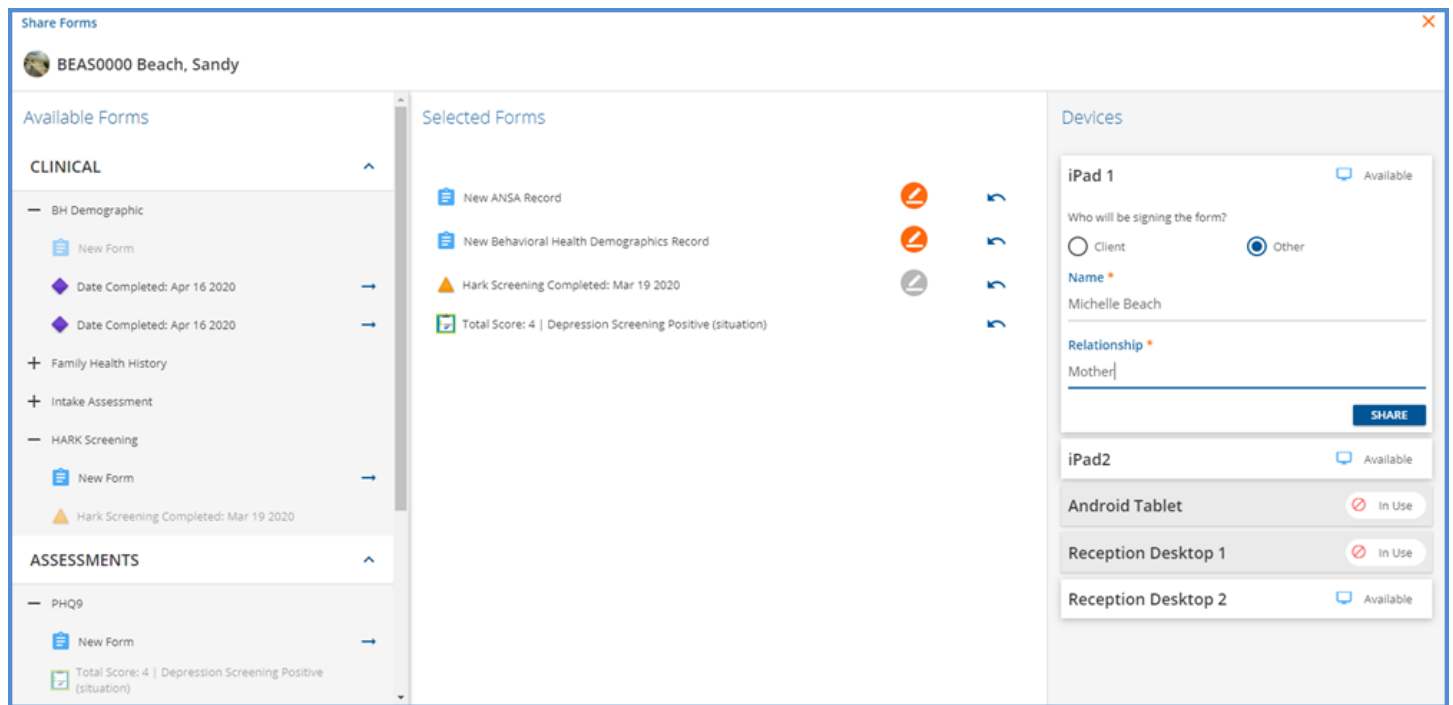 Share Forms
BEAS0000 Beach, Sandy
Available Forms
CLINICAL
BH Demographic
New Form
Date Completed: Apr 16 2020
Date Completed: Apr 16 2020
Family Health History
Intake Assessment
HARK Screening
New Form
Hark Screening Completed: Mar 19 2020
ASSESSMENTS
PHQ9
New Form
Total Score: 4 | Depression Screening Positive
(situation)
Selected Forms
New ANSA Record
New Behavioral Health Demographics Record
Hark Screening Completed: Mar 19 2020
Total Score: 4 | Depression Screening Positive (situation)
Devices
iPad 1 Available
Who will be signing the form?
Client Other
Name *
Michelle Beach
Relationship *
Mother
SHARE
iPad2 Available
Android Tablet In Use
Reception Desktop 1 In Use
Reception Desktop 2 Available